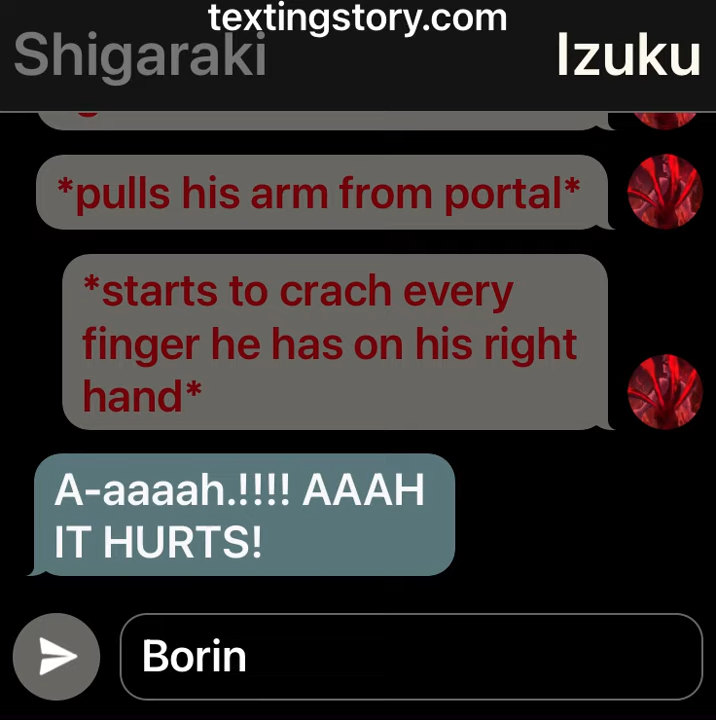 textingstory.com
Shigaraki
Izuku
*pulls his arm from portal*
*starts to crach every
finger he has on his right
hand*
A-aaaah.!!!! AAAH
IT HURTS!
Borin